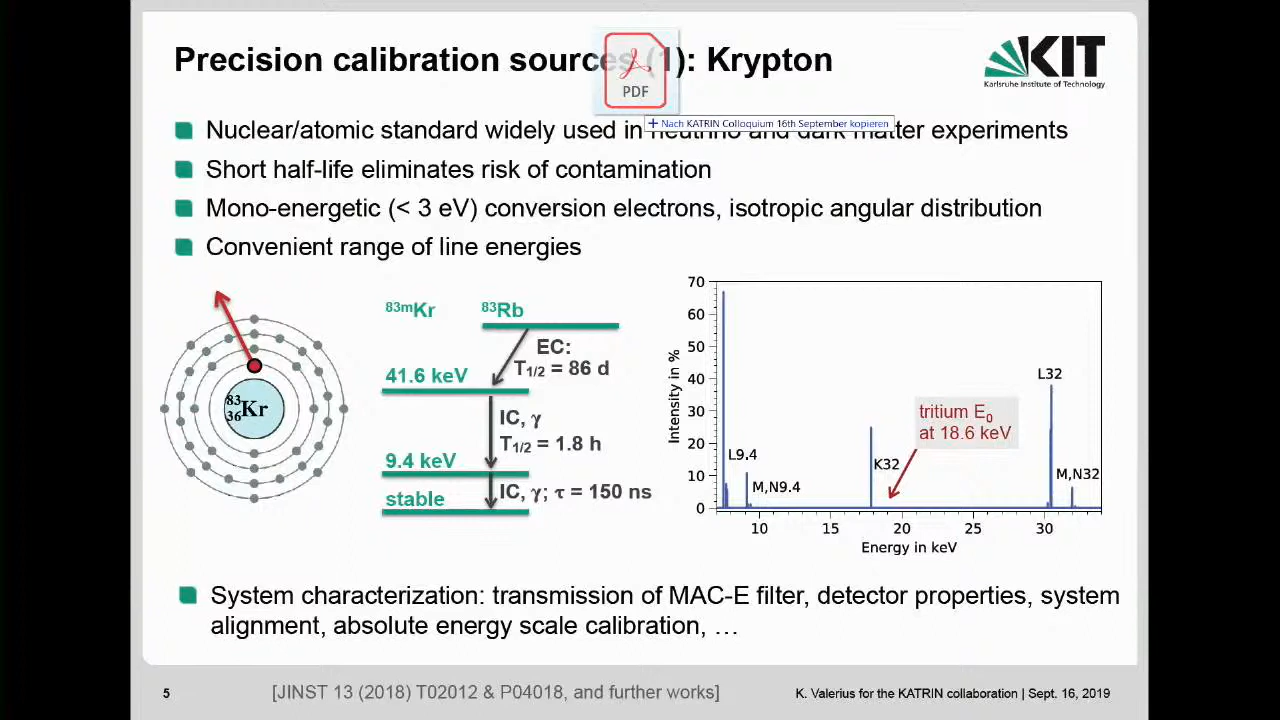 Precision calibration sources (1): Krypton
PDF
KIT
Karlsruhe Institute of Technology
+ Nach KATRIN Colloquium 16th September kopieren
Nuclear/atomic standard widely used in neutrino and dark matter experiments
Short half-life eliminates risk of contamination
Mono-energetic (< 3 eV) conversion electrons, isotropic angular distribution
Convenient range of line energies
83
36Kr
83mKr
83Rb
EC:
T1/2 = 86 d
41.6 keV
IC, γ
T1/2 = 1.8 h
9.4 keV
IC, γ; τ = 150 ns
stable
Intensity in %
70
60
50
40
30
20
10
0
L9.4
M,N9.4
K32
tritium E0
at 18.6 keV
L32
M,N32
10
15
20
25
30
Energy in keV
System characterization: transmission of MAC-E filter, detector properties, system
alignment, absolute energy scale calibration, …
5
[JINST 13 (2018) T02012 & P04018, and further works]
K. Valerius for the KATRIN collaboration | Sept. 16, 2019